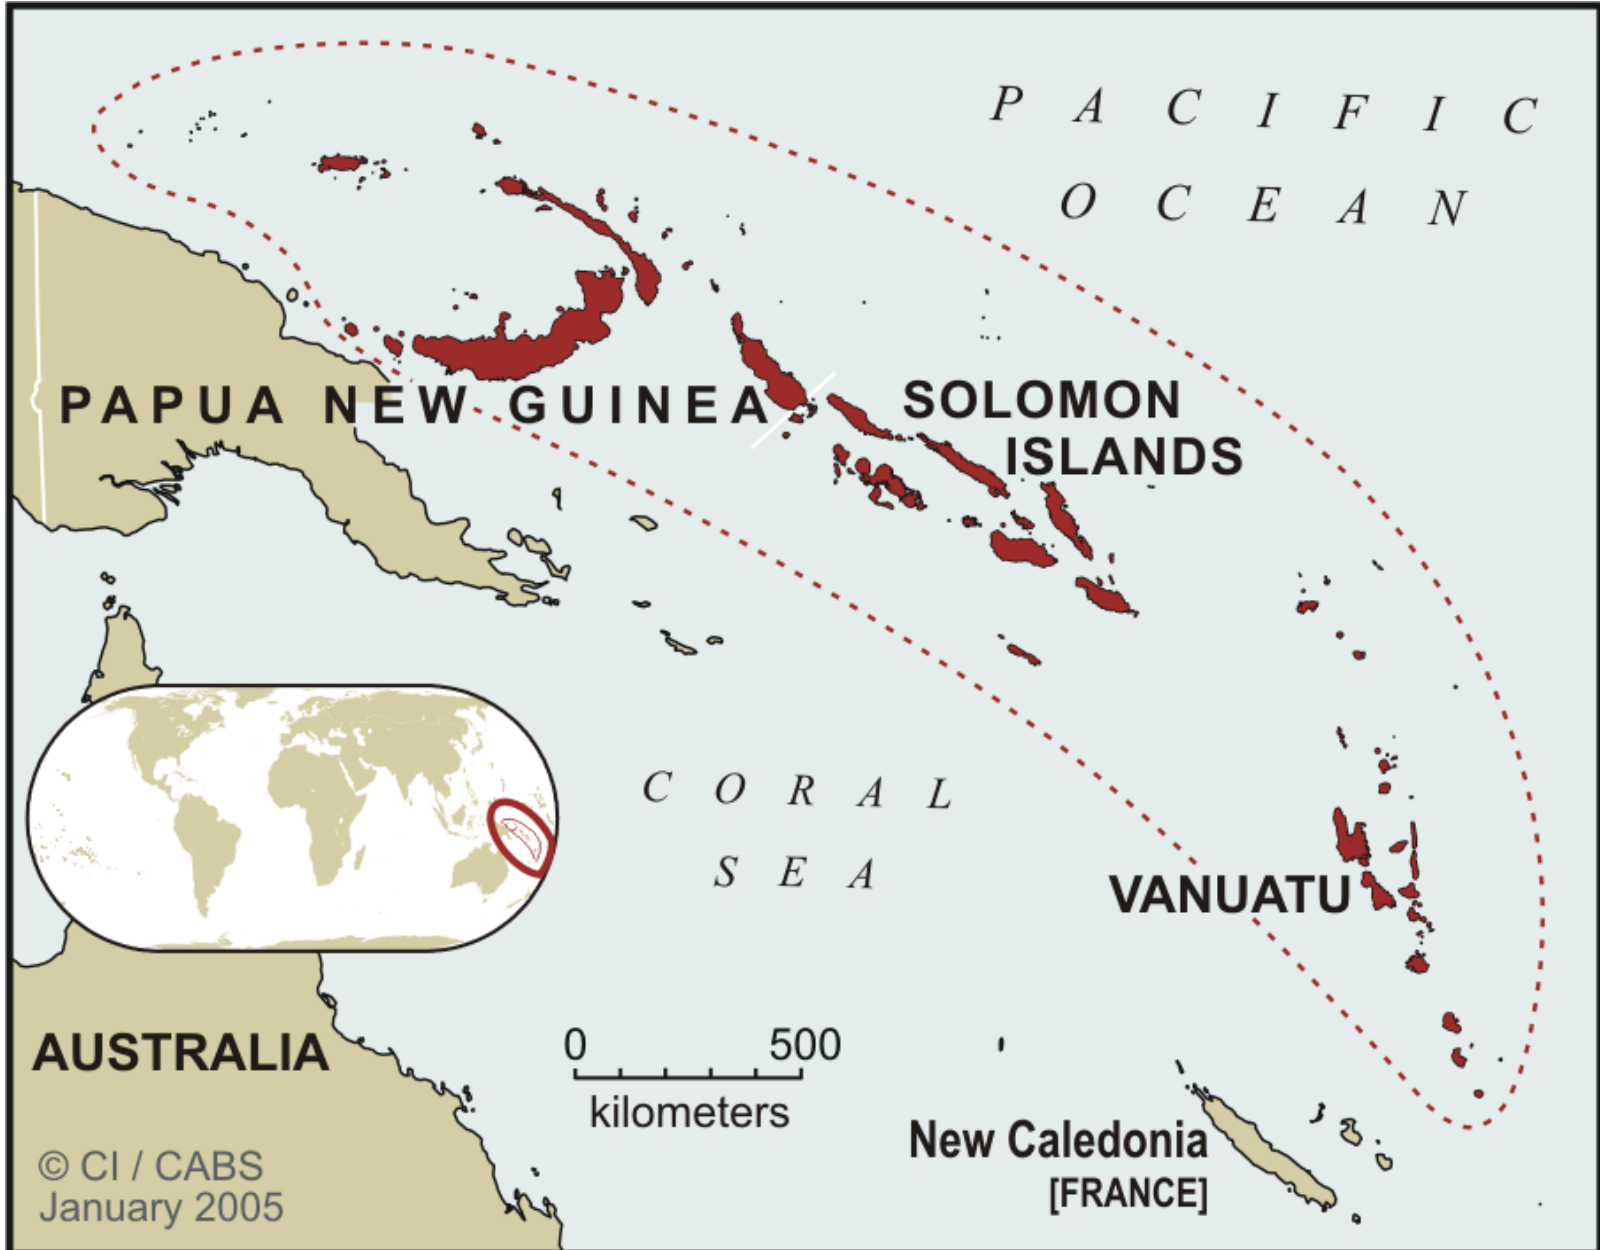 PACIFIC
OCEAN
PAPUA NEW GUINEA
SOLOMON
ISLANDS
CORAL
SEA
VANUATU
AUSTRALIA
0 500
kilometers
New Caledonia
[FRANCE]
© CI / CABS
January 2005